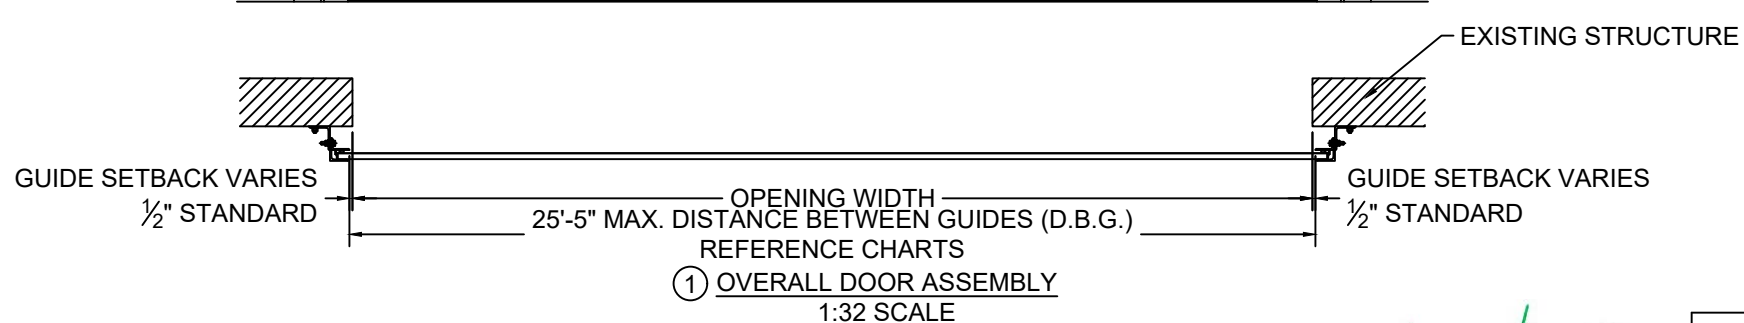 EXISTING STRUCTURE
GUIDE SETBACK VARIES
½" STANDARD
OPENING WIDTH
25'-5" MAX. DISTANCE BETWEEN GUIDES (D.B.G.)
REFERENCE CHARTS
GUIDE SETBACK VARIES
½" STANDARD
1 OVERALL DOOR ASSEMBLY
1:32 SCALE